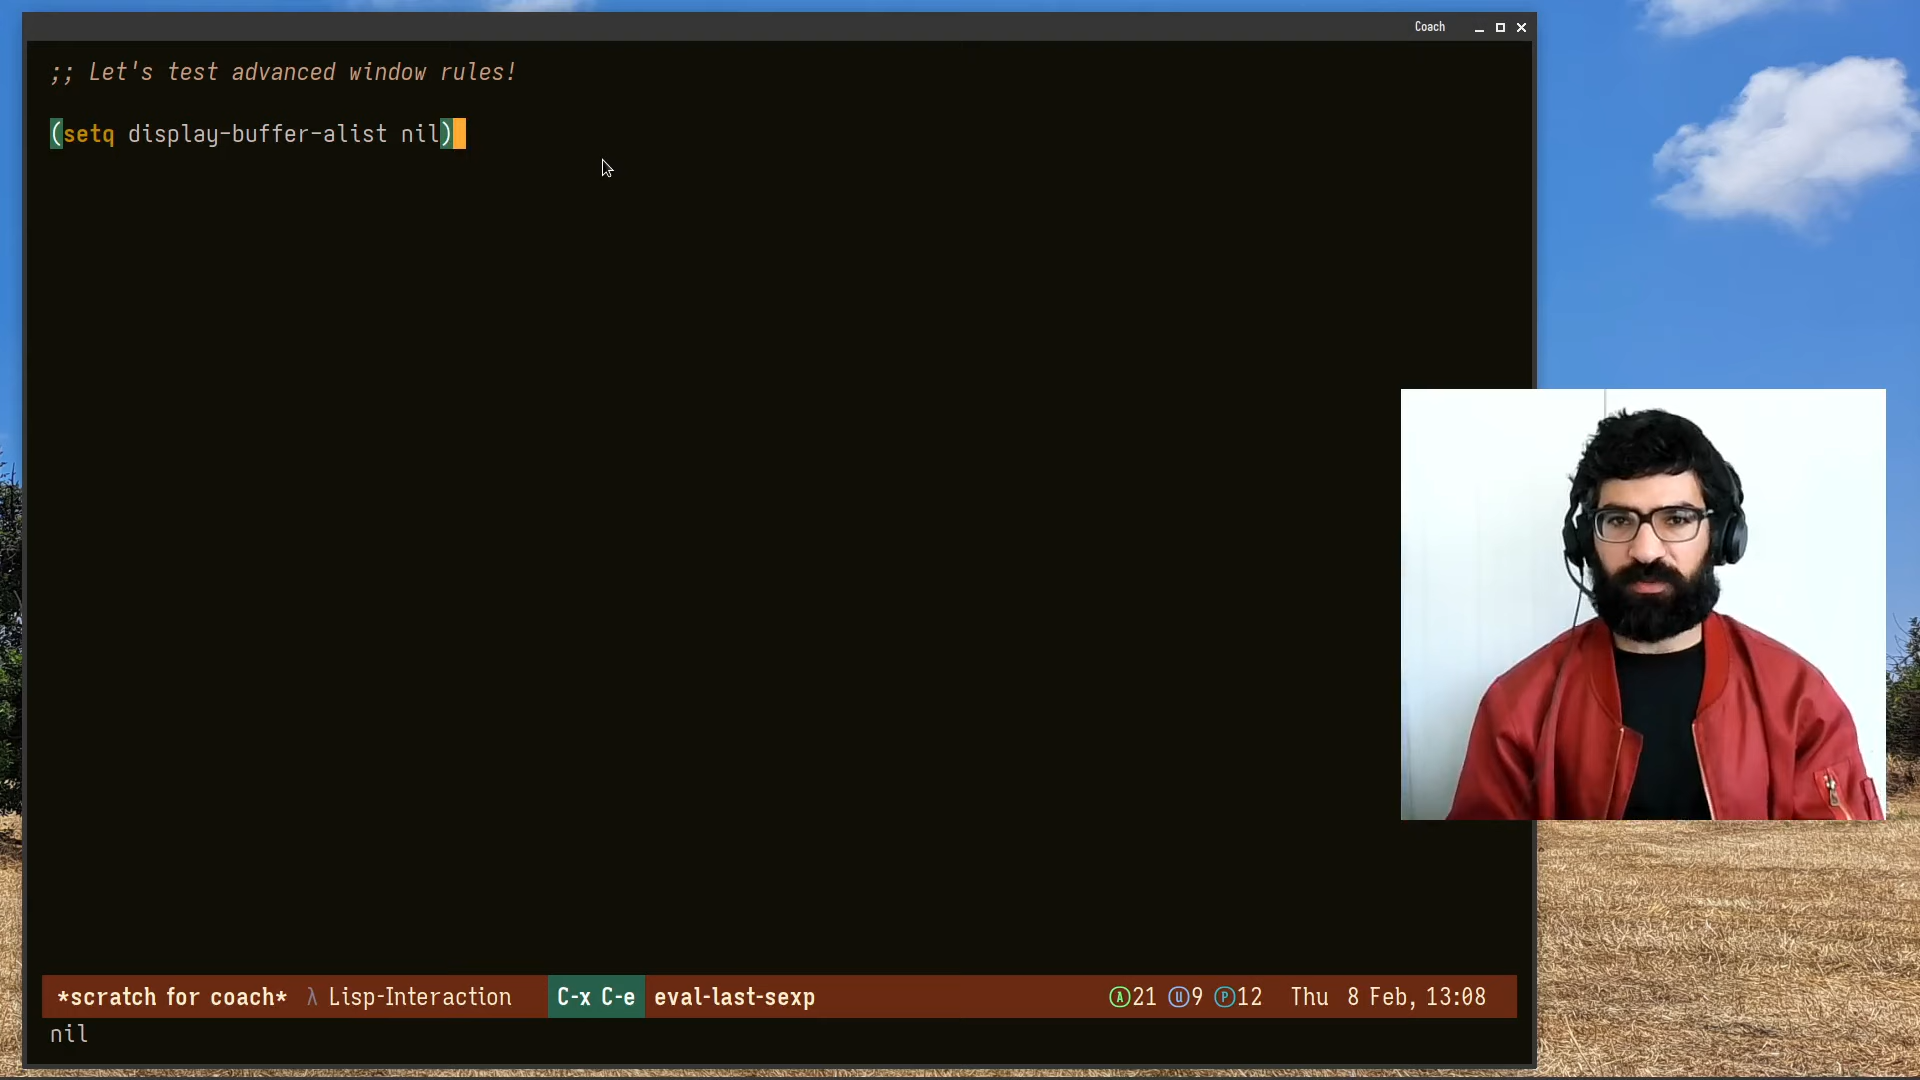 Coach
;; Let's test advanced window rules!
(setq display-buffer-alist nil)
*scratch for coach* λ Lisp-Interaction C-x C-e eval-last-sexp A21 U9 P12 Thu 8 Feb, 13:08
nil